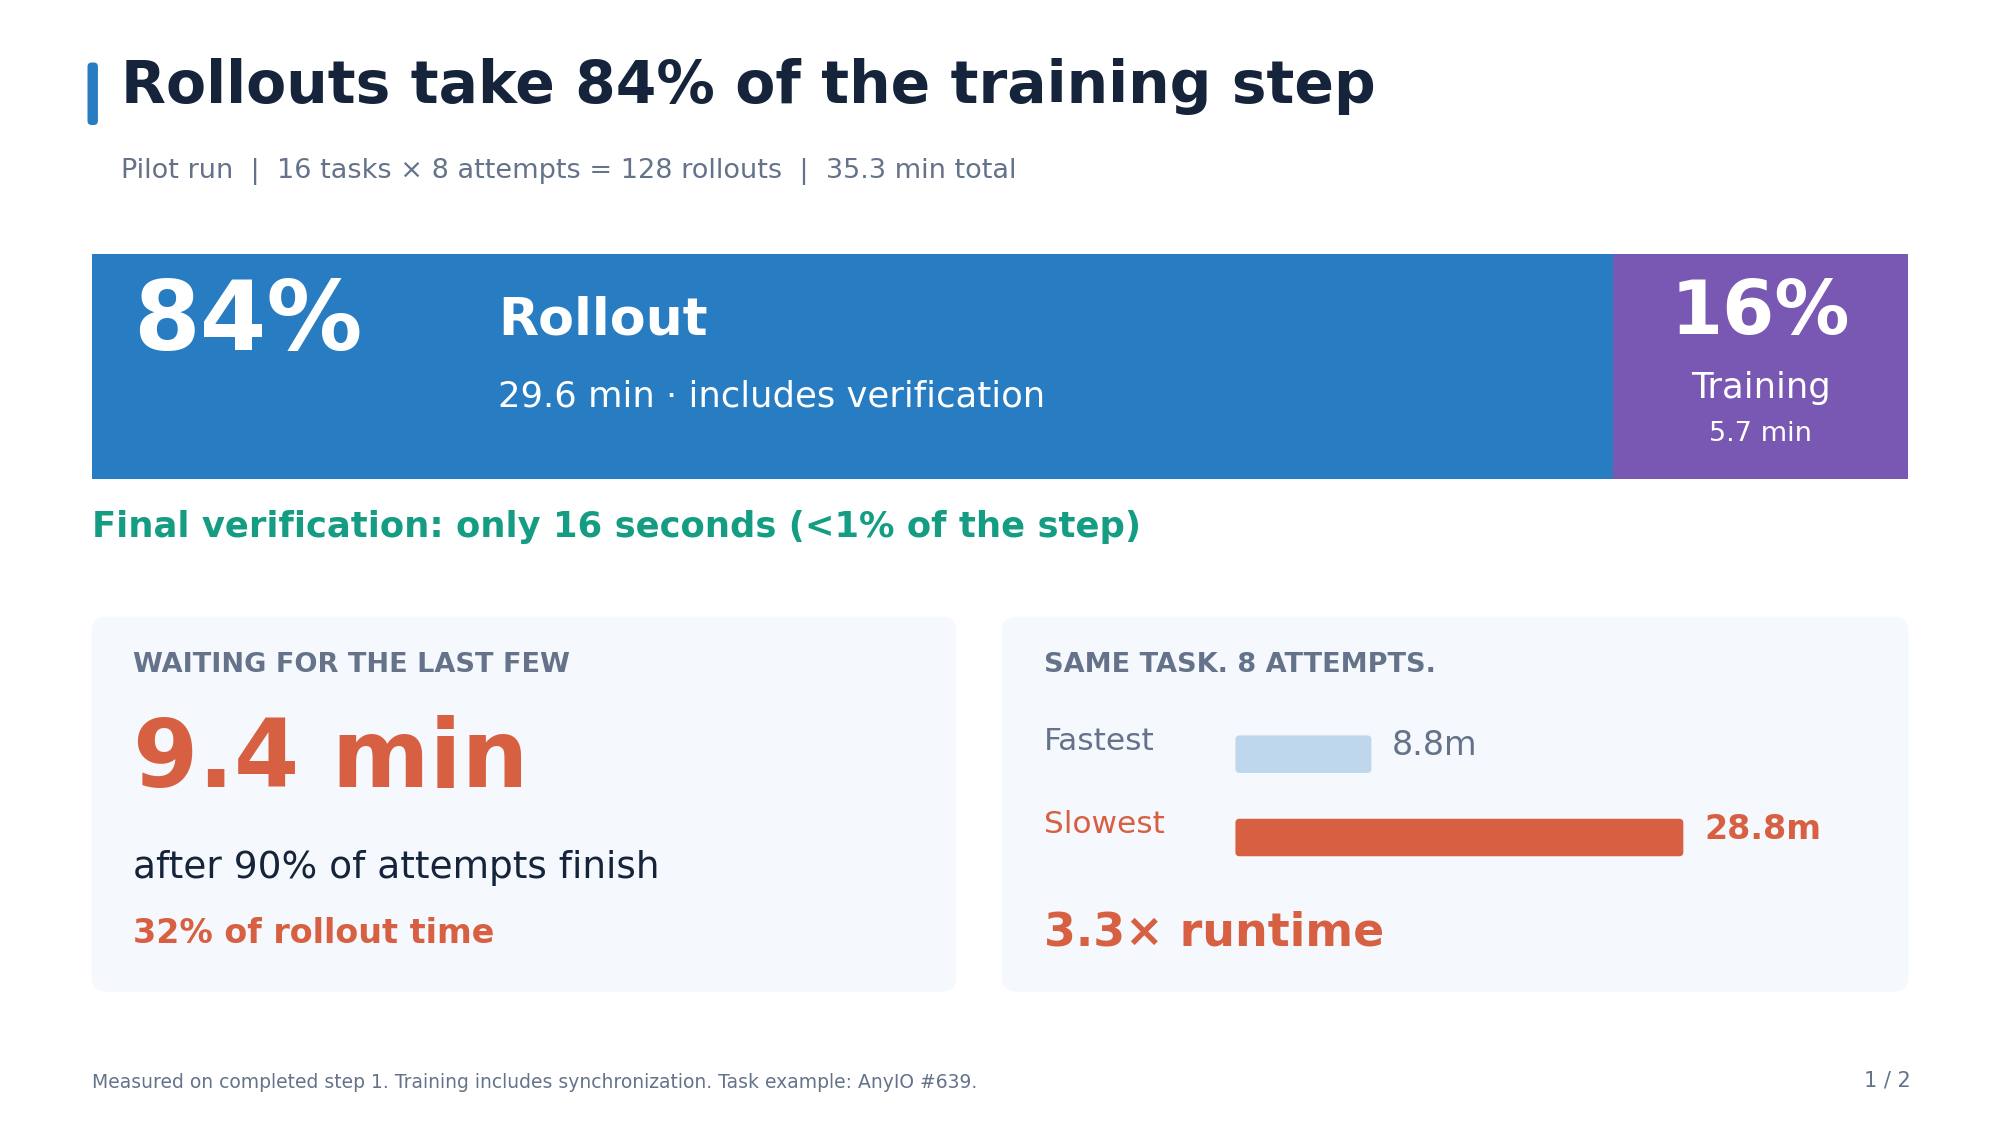 Rollouts take 84% of the training step
Pilot run | 16 tasks × 8 attempts = 128 rollouts | 35.3 min total
84%
Rollout
29.6 min · includes verification
16%
Training
5.7 min
Final verification: only 16 seconds (<1% of the step)
WAITING FOR THE LAST FEW
9.4 min
after 90% of attempts finish
32% of rollout time
SAME TASK. 8 ATTEMPTS.
Fastest 8.8m
Slowest 28.8m
3.3× runtime
Measured on completed step 1. Training includes synchronization. Task example: AnyIO #639.
1 / 2